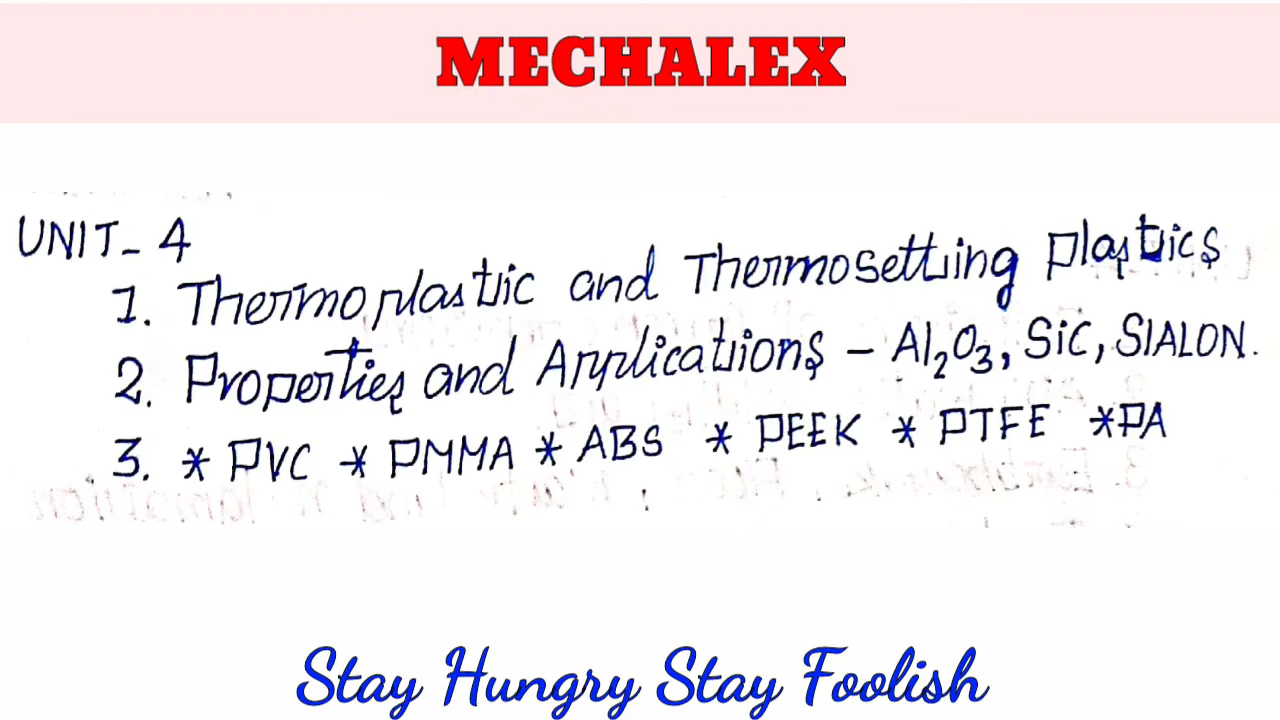 MECHALEX
UNIT-4
1. Thermoplastic and Thermosetting Plastics
2. Properties and Applications - Al₂O₃, SiC, SIALON.
3. * PVC * PMMA * ABS * PEEK * PTFE *PA
Stay Hungry Stay Foolish